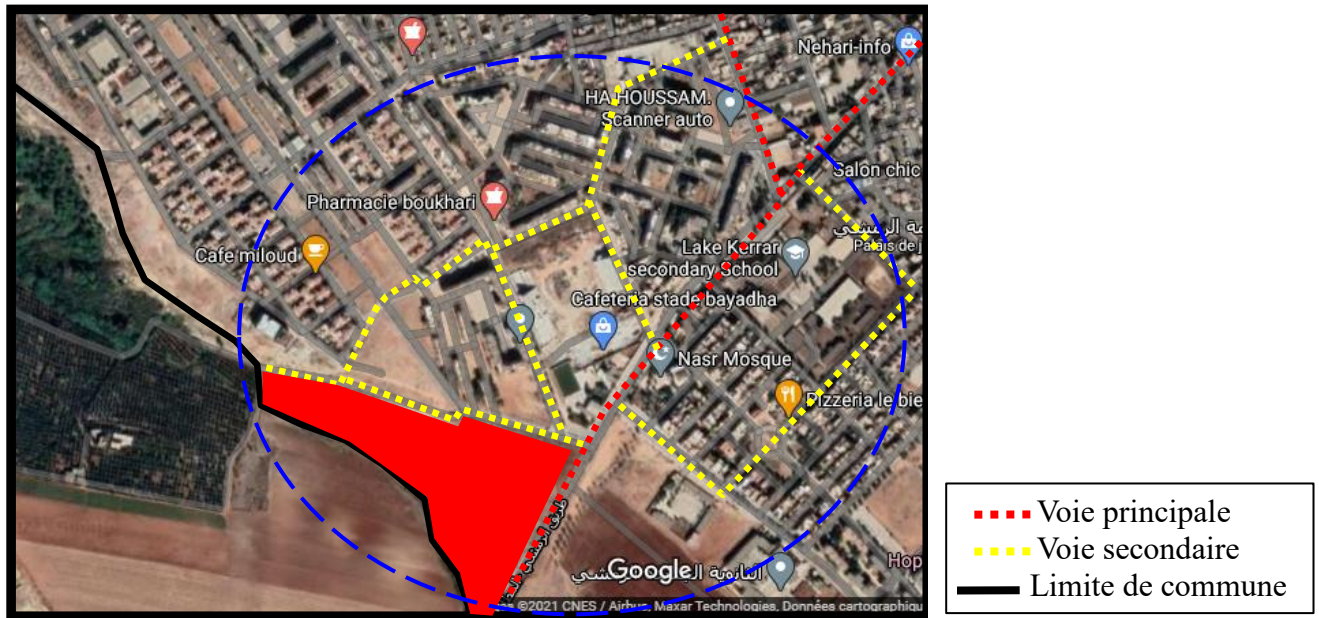 Nehari-info
HA HOUSSAM.
Scanner auto
Salon chic
Pharmacie boukhari
Palais de j
Cafe miloud
Lake Kerrar
secondary School
Cafeteria stade bayadha
Nasr Mosque
Pizzeria le bie
Google
Hop
©2021 CNES / Airbus, Maxar Technologies, Données cartographiqu
Voie principale
Voie secondaire
Limite de commune